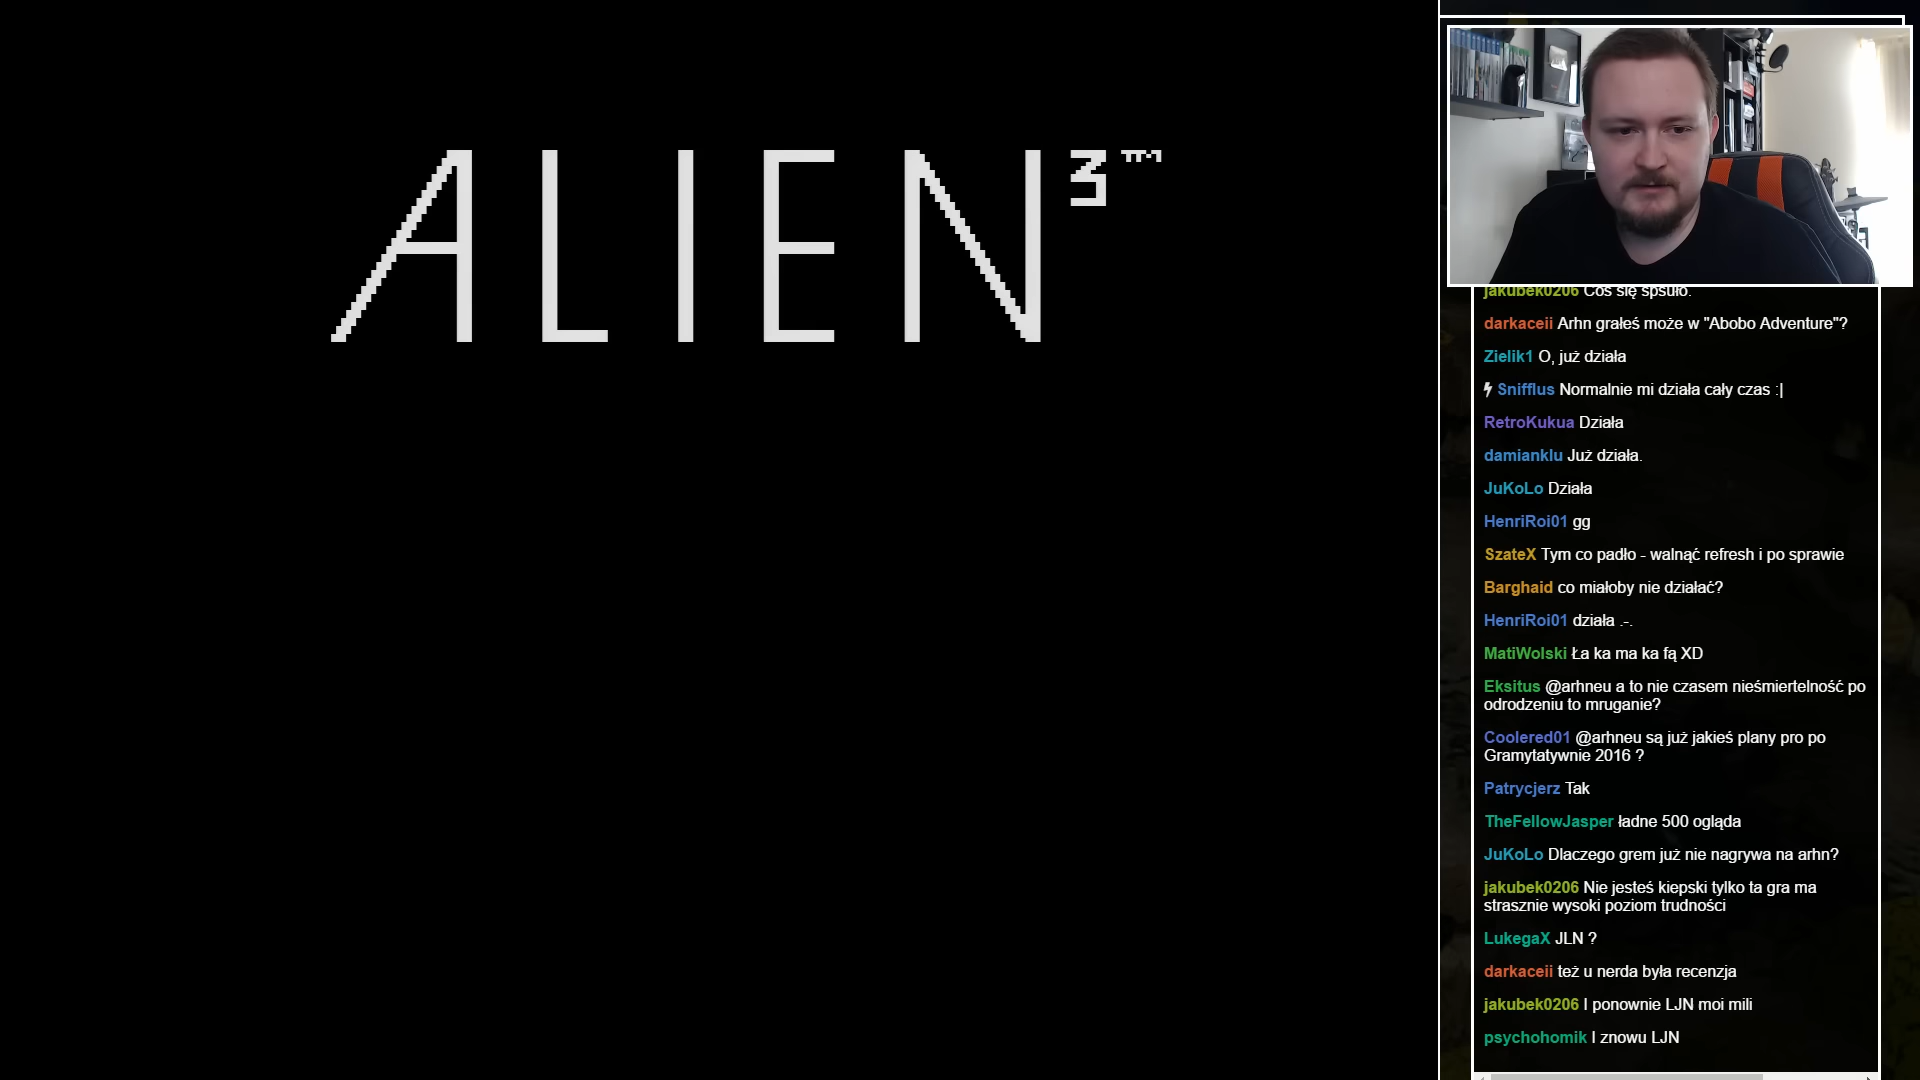 ALIEN³™
jakubek0206 Coś się spsuło.
darkaceii Arhn grałeś może w "Abobo Adventure"?
Zielik1 O, już działa
Snifflus Normalnie mi działa cały czas :|
RetroKukua Działa
damianklu Już działa.
JuKoLo Działa
HenriRoi01 gg
SzateX Tym co padło - walnąć refresh i po sprawie
Barghaid co miałoby nie działać?
HenriRoi01 działa .-.
MatiWolski Ła ka ma ka fą XD
Eksitus @arhneu a to nie czasem nieśmiertelność po
odrodzeniu to mruganie?
Coolered01 @arhneu są już jakieś plany pro po
Gramytatywnie 2016 ?
Patrycjerz Tak
TheFellowJasper ładne 500 ogląda
JuKoLo Dlaczego grem już nie nagrywa na arhn?
jakubek0206 Nie jesteś kiepski tylko ta gra ma
strasznie wysoki poziom trudności
LukegaX JLN ?
darkaceii też u nerda była recenzja
jakubek0206 I ponownie LJN moi mili
psychohomik I znowu LJN